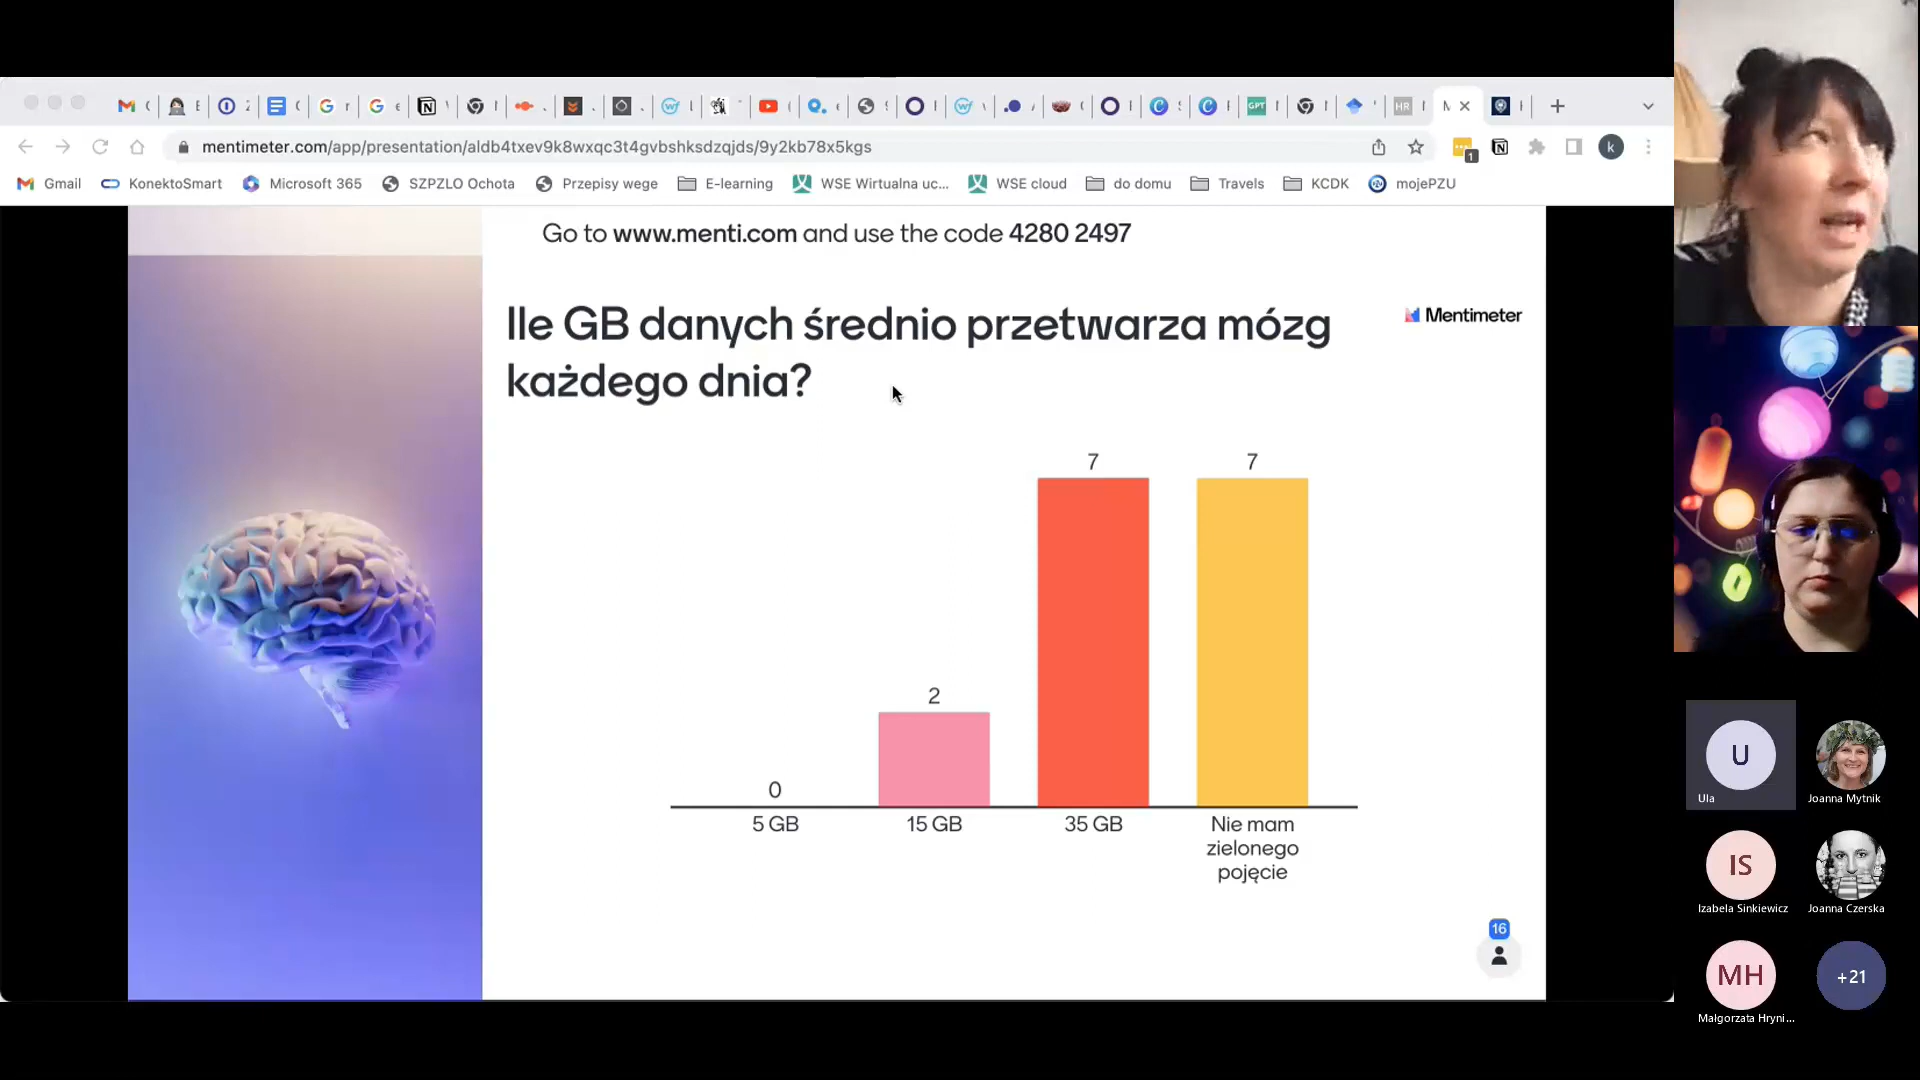 mentimeter.com/app/presentation/aldb4txev9k8wxqc3t4gvbshksdzqjds/9y2kb78x5kgs
1
k
Gmail KonektoSmart Microsoft 365 SZPZLO Ochota Przepisy wege E-learning WSE Wirtualna uc... WSE cloud do domu Travels KCDK mojePZU
Go to www.menti.com and use the code 4280 2497
Ile GB danych średnio przetwarza mózg
każdego dnia?
Mentimeter
7
7
2
0
5 GB
15 GB
35 GB
Nie mam
zielonego
pojęcie
16
U
Ula
Joanna Mytnik
IS
Izabela Sinkiewicz
Joanna Czerska
MH
Małgorzata Hryni...
+21